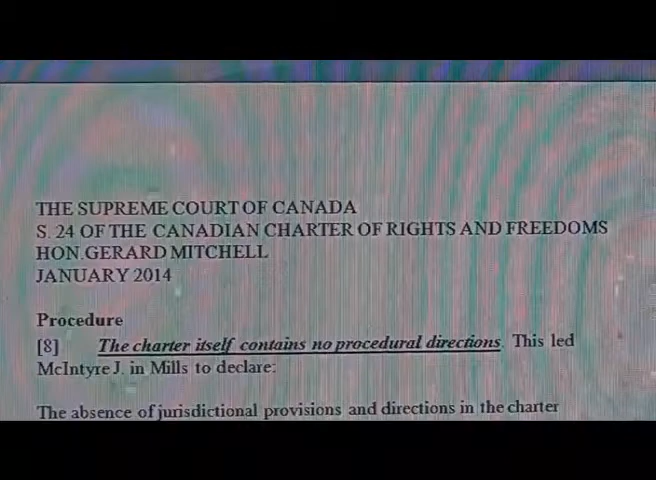 THE SUPREME COURT OF CANADA
S. 24 OF THE CANADIAN CHARTER OF RIGHTS AND FREEDOMS
HON.GERARD MITCHELL
JANUARY 2014
Procedure
[8] The charter itself contains no procedural directions. This led
McIntyre J. in Mills to declare:
The absence of jurisdictional provisions and directions in the charter